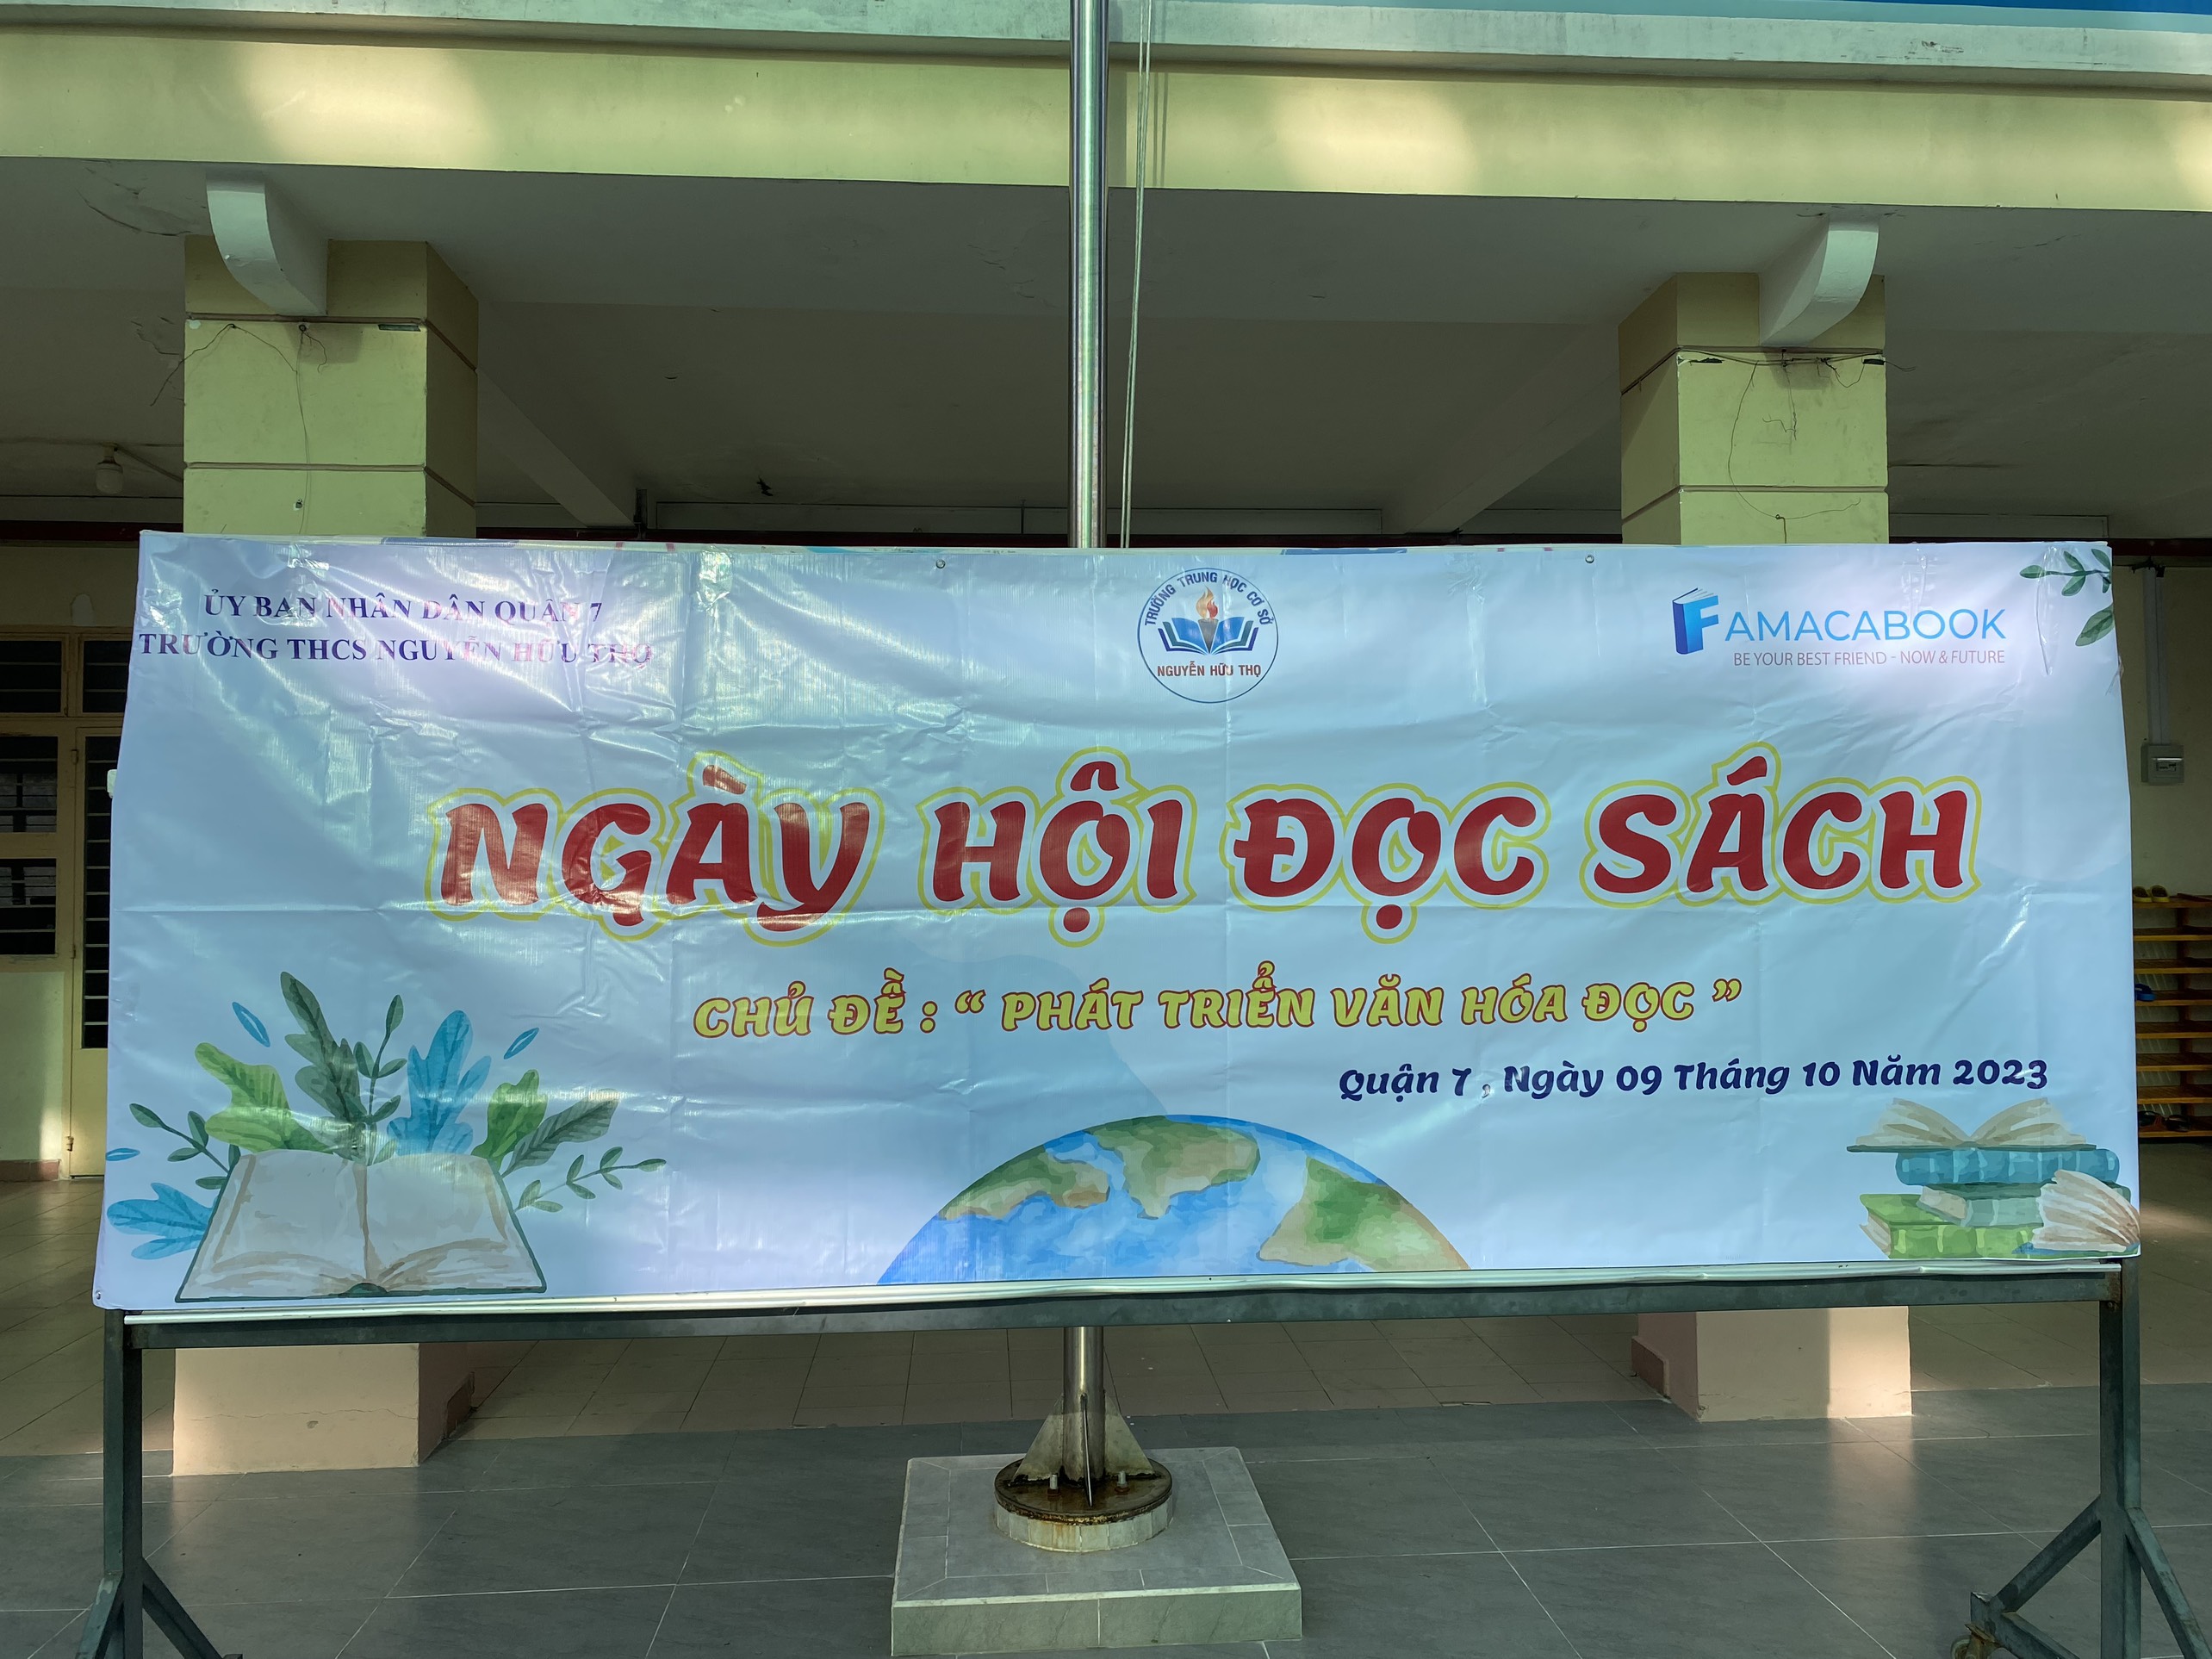 ỦY BAN NHÂN DÂN QUẬN 7
TRƯỜNG THCS NGUYỄN HỮU THỌ
TRƯỜNG TRUNG HỌC CƠ SỞ
NGUYỄN HỮU THỌ
FAMACABOOK
BE YOUR BEST FRIEND - NOW & FUTURE
NGÀY HỘI ĐỌC SÁCH
CHỦ ĐỀ : “ PHÁT TRIỂN VĂN HÓA ĐỌC ”
Quận 7 , Ngày 09 Tháng 10 Năm 2023